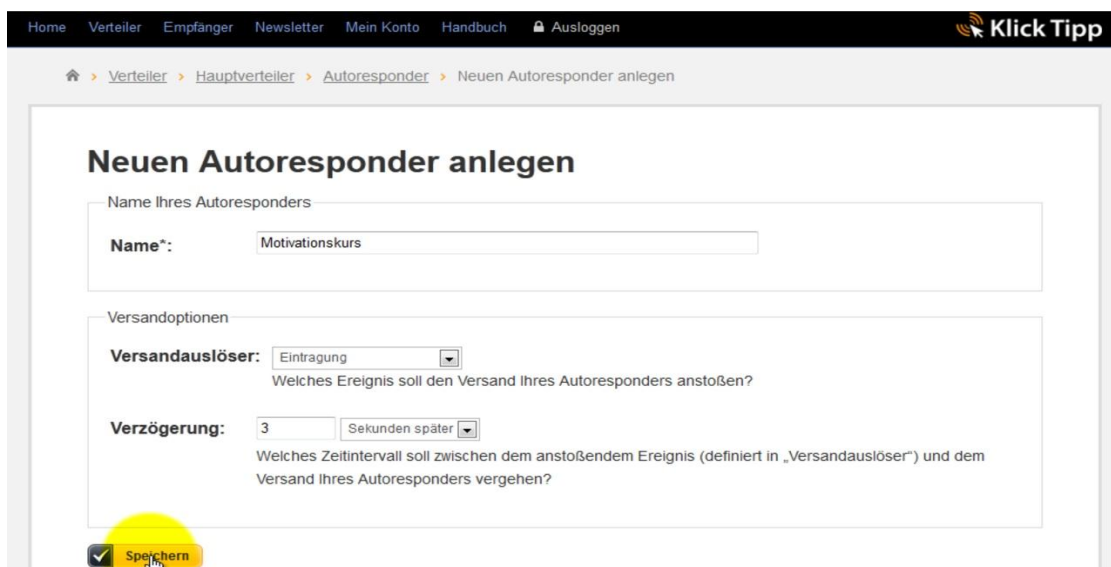 Home Verteiler Empfänger Newsletter Mein Konto Handbuch Ausloggen Klick Tipp
> Verteiler > Hauptverteiler > Autoresponder > Neuen Autoresponder anlegen
Neuen Autoresponder anlegen
Name Ihres Autoresponders
Name*: Motivationskurs
Versandoptionen
Versandauslöser: Eintragung
Welches Ereignis soll den Versand Ihres Autoresponders anstoßen?
Verzögerung: 3 Sekunden später
Welches Zeitintervall soll zwischen dem anstoßendem Ereignis (definiert in „Versandauslöser") und dem
Versand Ihres Autoresponders vergehen?
Speichern